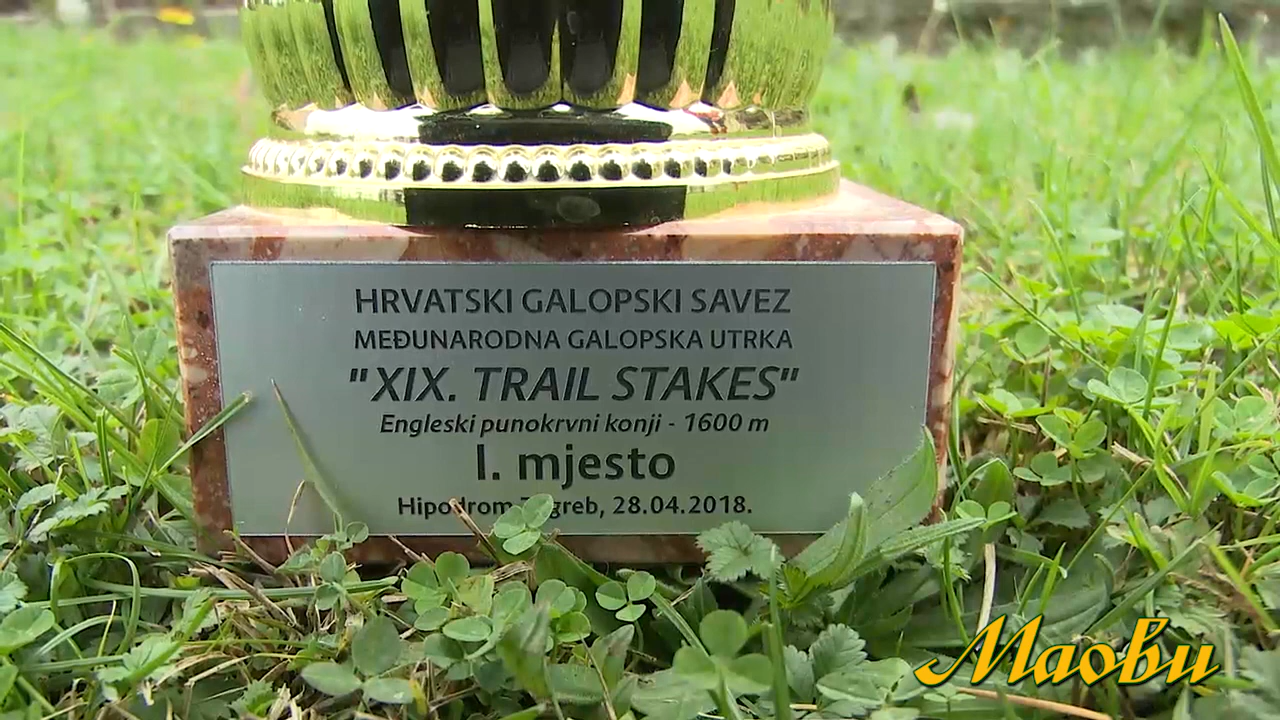 HRVATSKI GALOPSKI SAVEZ
MEĐUNARODNA GALOPSKA UTRKA
"XIX. TRAIL STAKES"
Engleski punokrvni konji - 1600 m
I. mjesto
Hipodrom Zagreb, 28.04.2018.
Маови